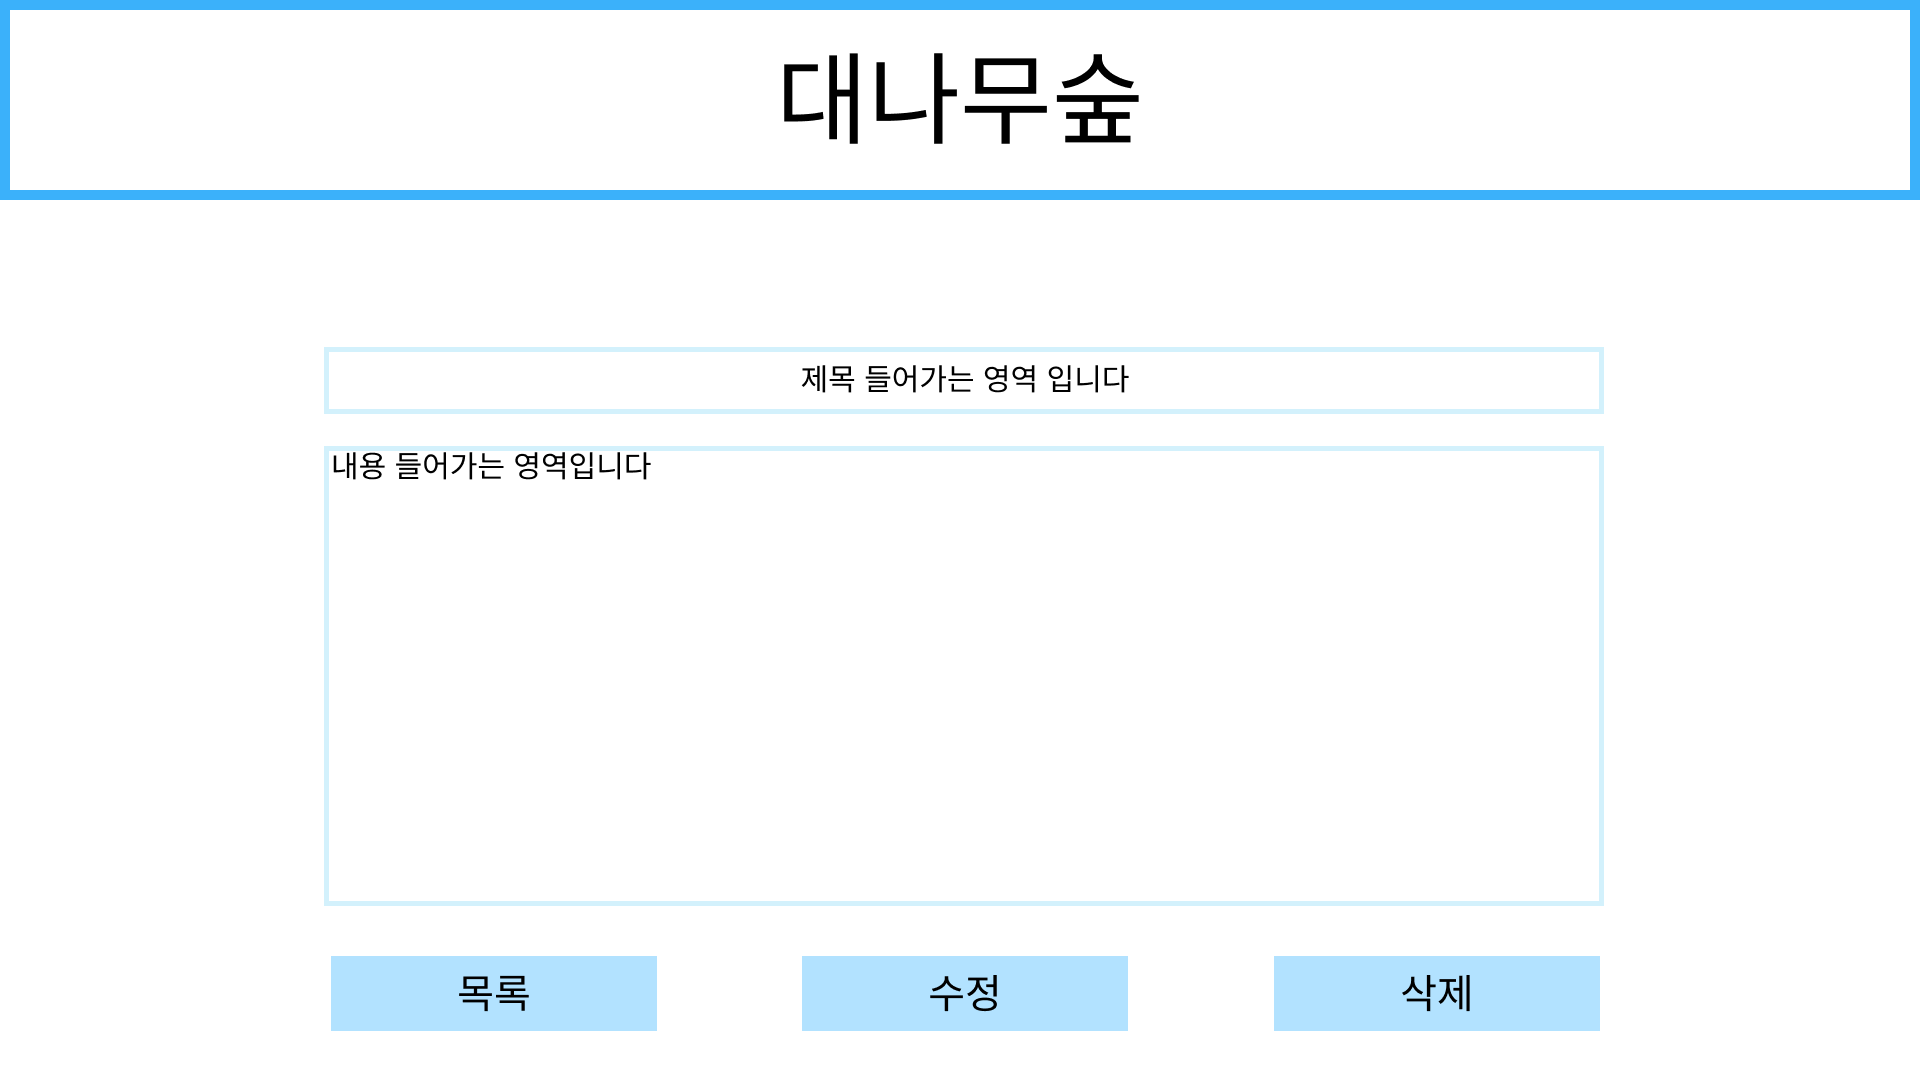 대나무숲
제목 들어가는 영역 입니다
내용 들어가는 영역입니다
목록
수정
삭제